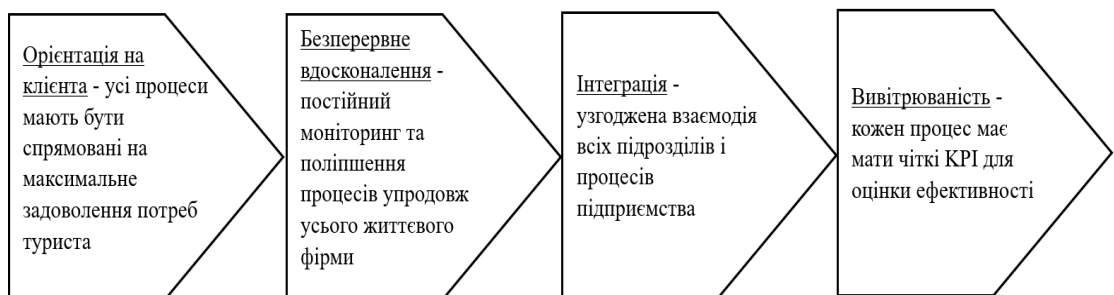 Орієнтація на
клієнта - усі процеси
мають бути
спрямовані на
максимальне
задоволення потреб
туриста
Безперервне
вдосконалення -
постійний
моніторинг та
поліпшення
процесів упродовж
усього життєвого
фірми
Інтеграція -
узгоджена взаємодія
всіх підрозділів і
процесів
підприємства
Вивітрюваність -
кожен процес має
мати чіткі KPI для
оцінки ефективності